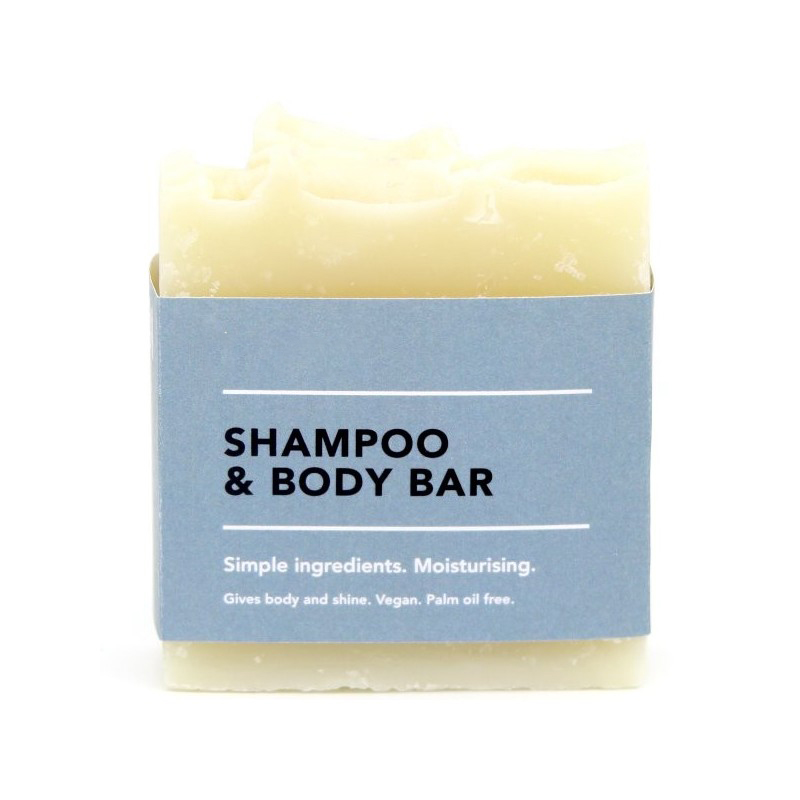 SHAMPOO
& BODY BAR
Simple ingredients. Moisturising.
Gives body and shine. Vegan. Palm oil free.